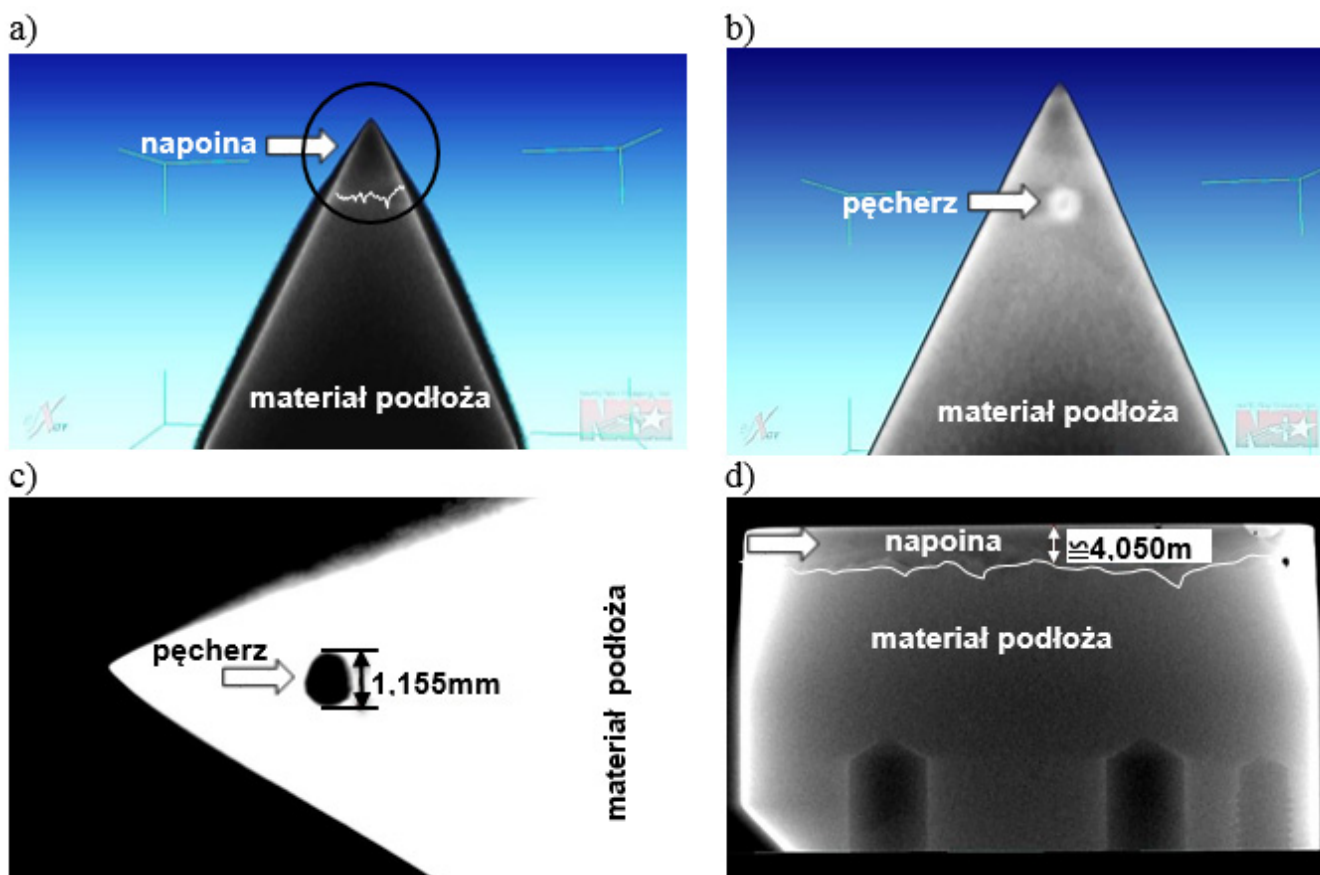 a)
napoina
materiał podłoża
b)
pęcherz
materiał podłoża
c)
pęcherz
1,155mm
materiał podłoża
d)
napoina
≌4,050m
materiał podłoża